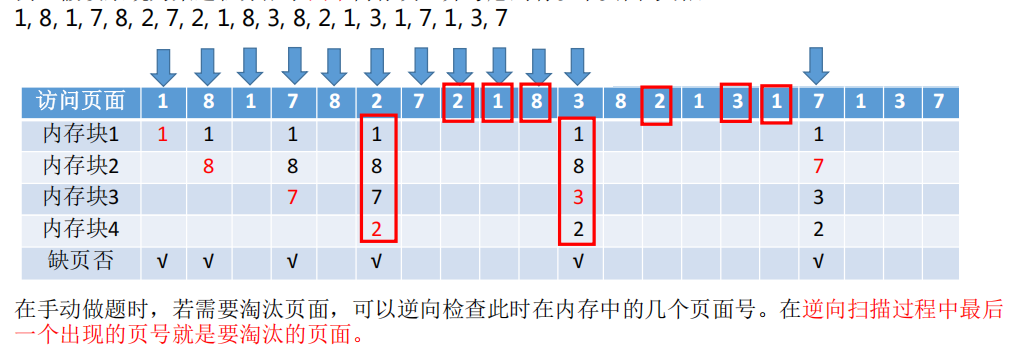 1, 8, 1, 7, 8, 2, 7, 2, 1, 8, 3, 8, 2, 1, 3, 1, 7, 1, 3, 7
访问页面 1 8 1 7 8 2 7 2 1 8 3 8 2 1 3 1 7 1 3 7
内存块1 1 1 1 1 1 1
内存块2 8 8 8 8 7
内存块3 7 7 3 3
内存块4 2 2 2
缺页否 √ √ √ √ √ √
在手动做题时，若需要淘汰页面，可以逆向检查此时在内存中的几个页面号。在逆向扫描过程中最后
一个出现的页号就是要淘汰的页面。